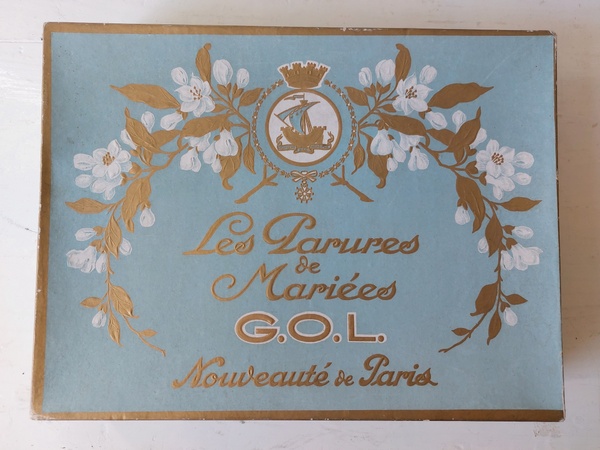 Les Parures
de
Mariées
G.O.L.
Nouveauté de Paris